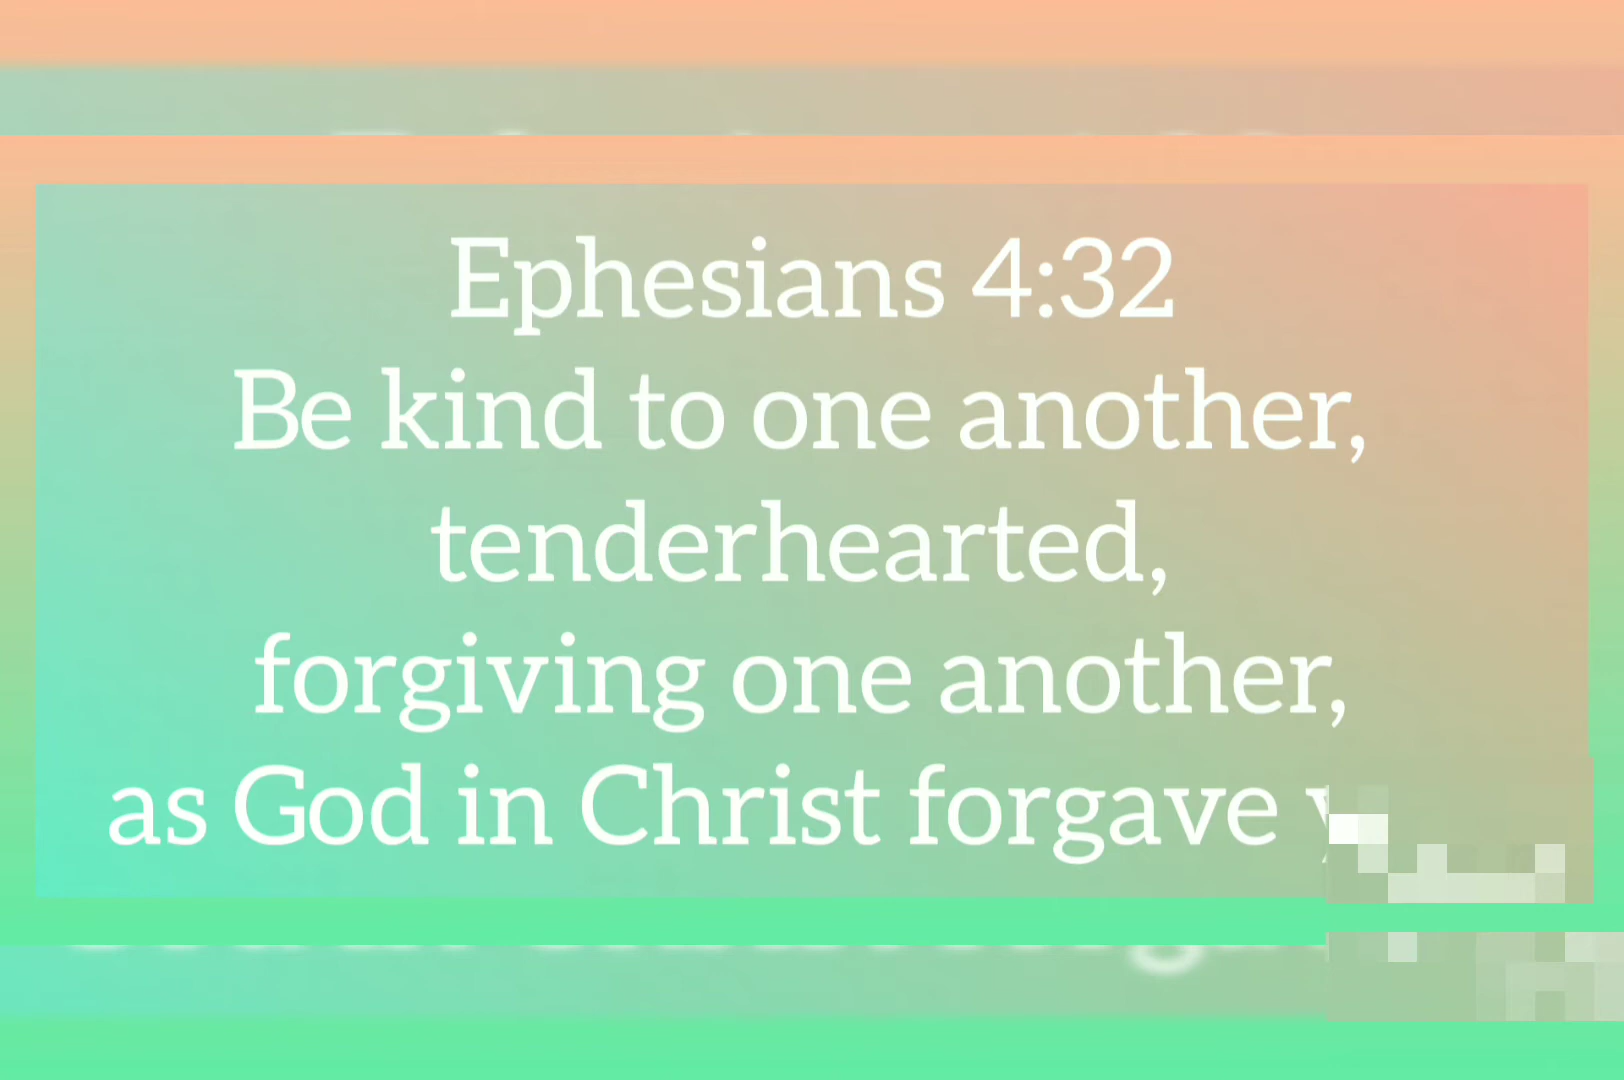 Ephesians 4:32
Be kind to one another,
tenderhearted,
forgiving one another,
as God in Christ forgave